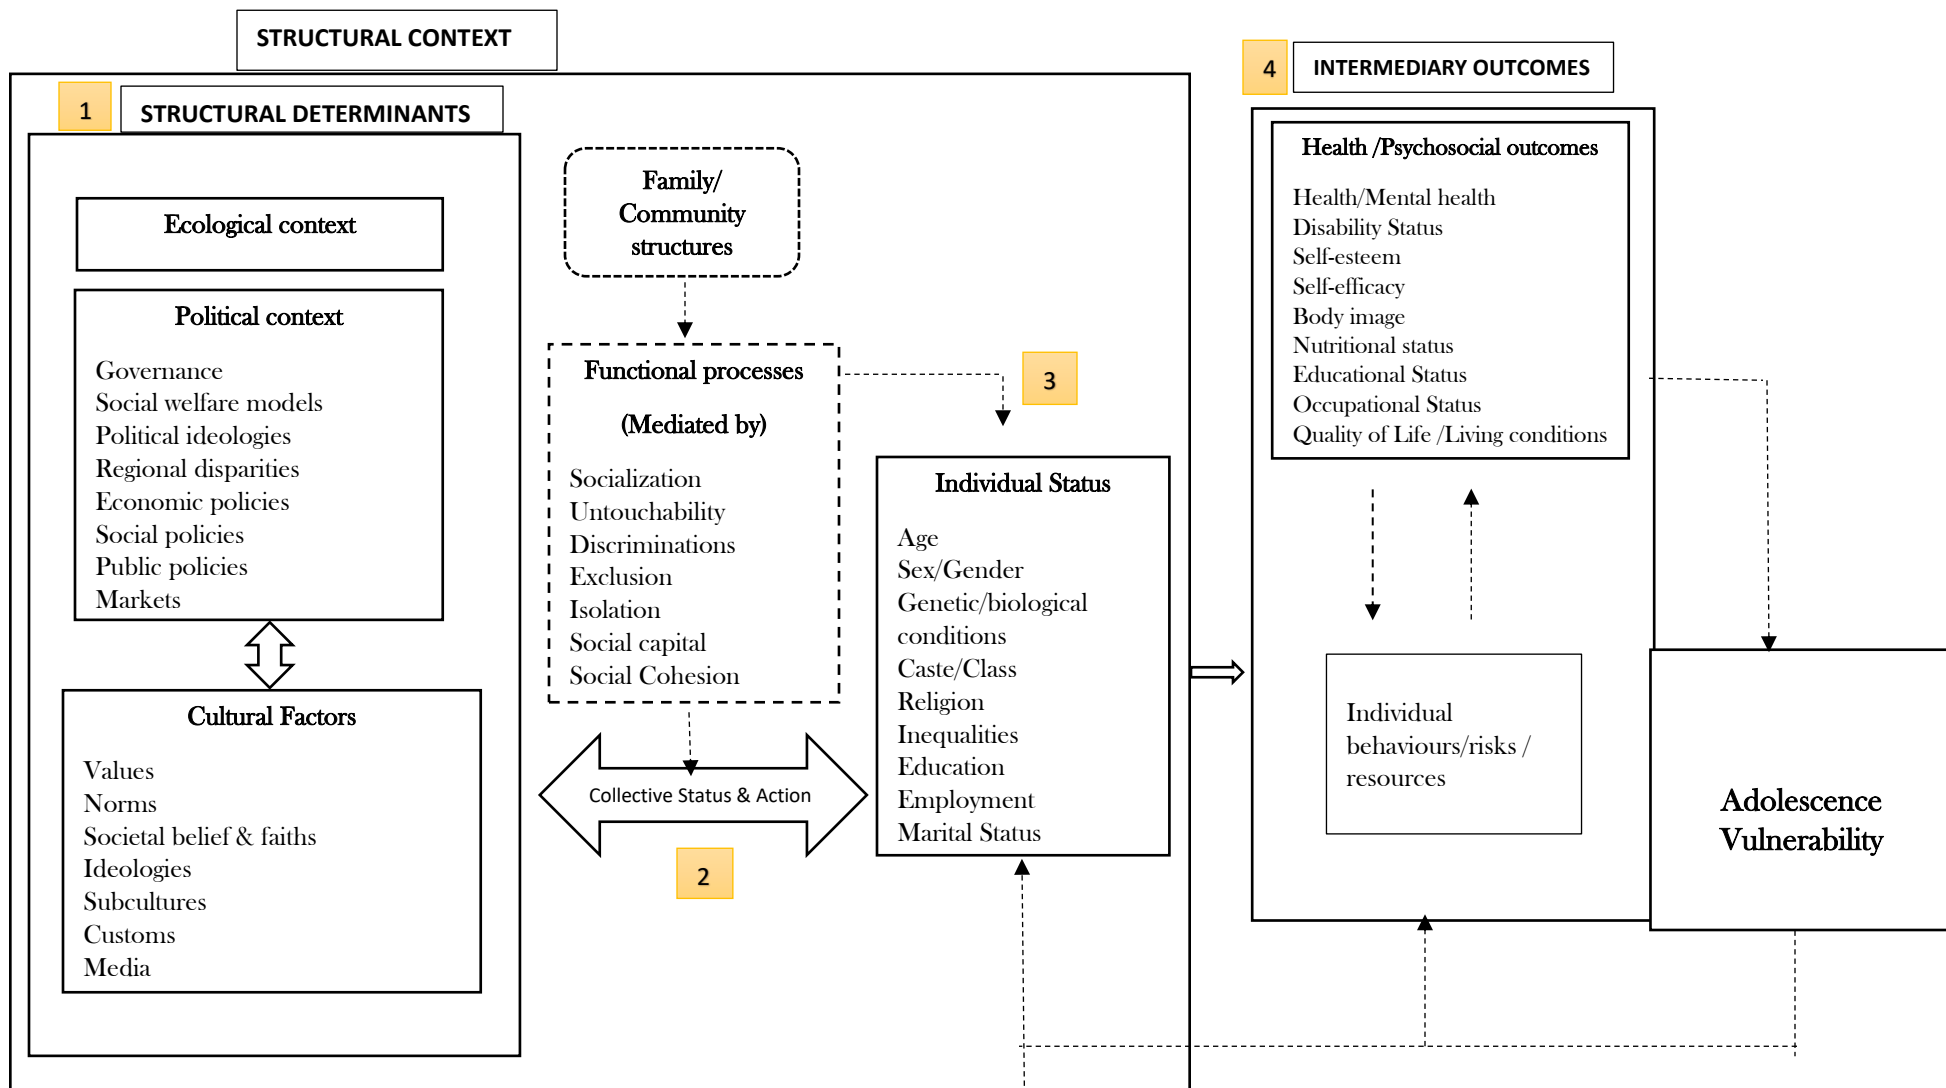 STRUCTURAL CONTEXT
1
STRUCTURAL DETERMINANTS
Ecological context
Political context
Governance
Social welfare models
Political ideologies
Regional disparities
Economic policies
Social policies
Public policies
Markets
Cultural Factors
Values
Norms
Societal belief & faiths
Ideologies
Subcultures
Customs
Media
Family/
Community
structures
Functional processes
(Mediated by)
Socialization
Untouchability
Discriminations
Exclusion
Isolation
Social capital
Social Cohesion
Collective Status & Action
2
3
Individual Status
Age
Sex/Gender
Genetic/biological
conditions
Caste/Class
Religion
Inequalities
Education
Employment
Marital Status
4
INTERMEDIARY OUTCOMES
Health /Psychosocial outcomes
Health/Mental health
Disability Status
Self-esteem
Self-efficacy
Body image
Nutritional status
Educational Status
Occupational Status
Quality of Life /Living conditions
Individual
behaviours/risks /
resources
Adolescence
Vulnerability